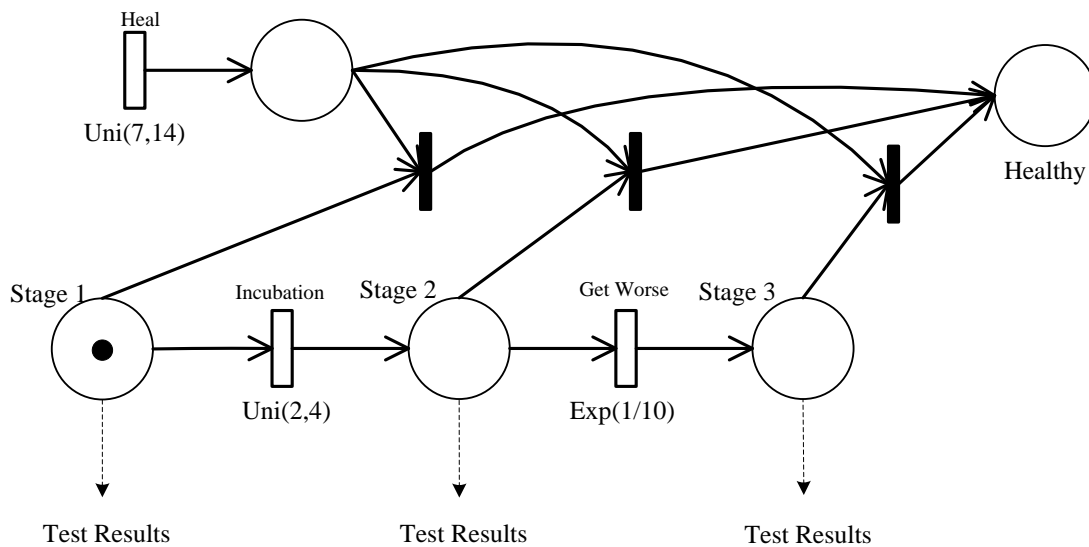 Heal
Uni(7,14)
Healthy
Stage 1
Incubation
Stage 2
Get Worse
Stage 3
Uni(2,4)
Exp(1/10)
Test Results
Test Results
Test Results